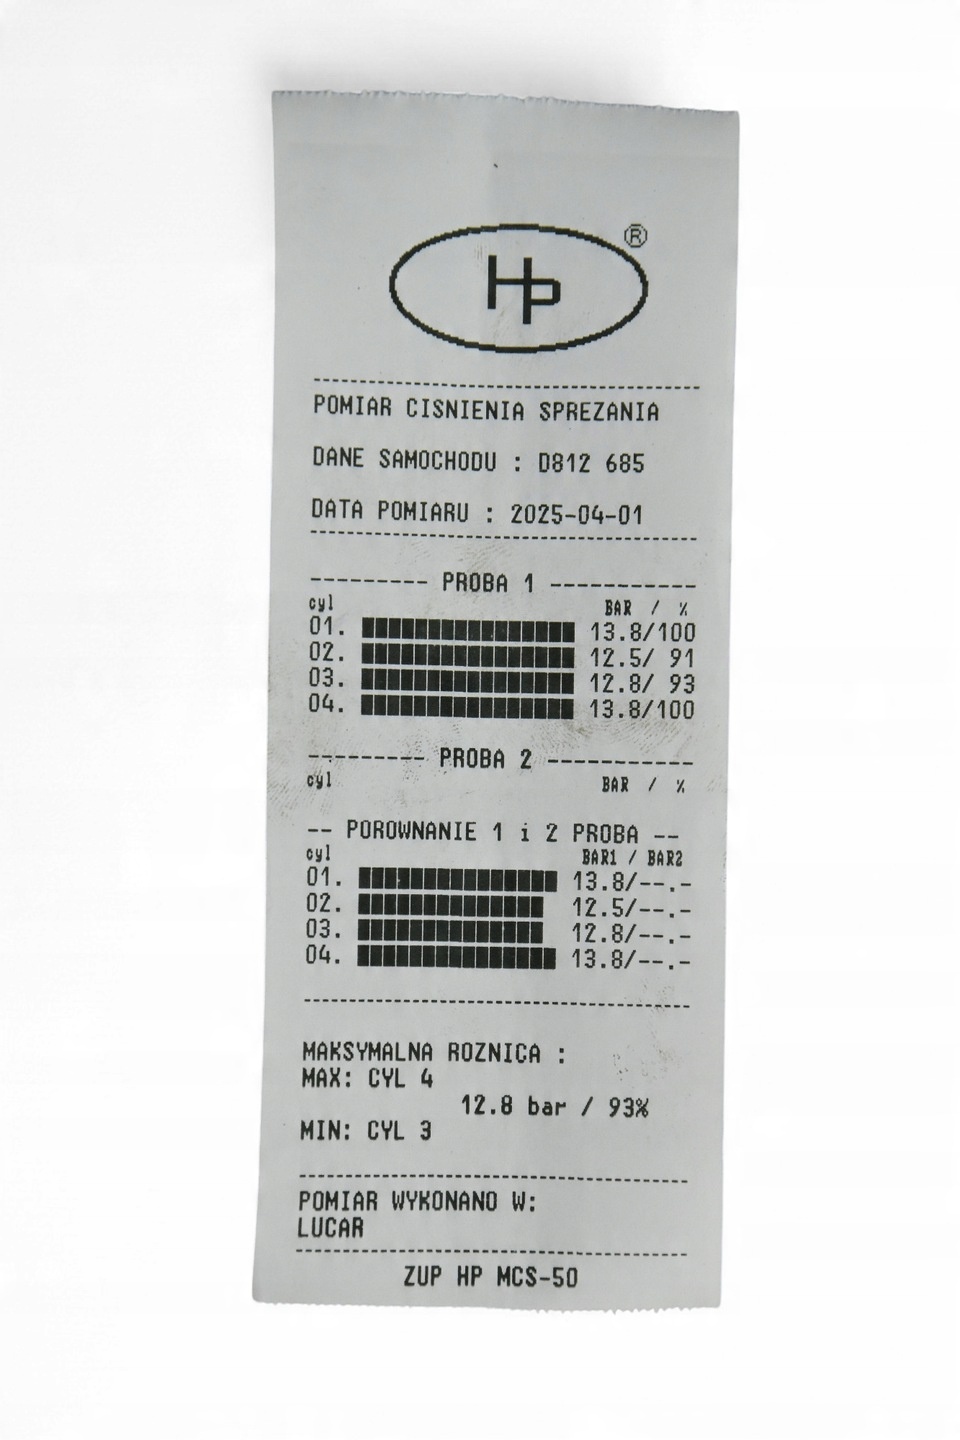 HP ®
POMIAR CISNIENIA SPREZANIA
DANE SAMOCHODU : D812 685
DATA POMIARU : 2025-04-01
--------- PROBA 1 -----------
cyl BAR / %
01. 13.8/100
02. 12.5/ 91
03. 12.8/ 93
04. 13.8/100
--------- PROBA 2 -----------
cyl BAR / %
-- POROWNANIE 1 i 2 PROBA --
cyl BAR1 / BAR2
01. 13.8/--.-
02. 12.5/--.-
03. 12.8/--.-
04. 13.8/--.-
MAKSYMALNA ROZNICA :
MAX: CYL 4
12.8 bar / 93%
MIN: CYL 3
POMIAR WYKONANO W:
LUCAR
ZUP HP MCS-50